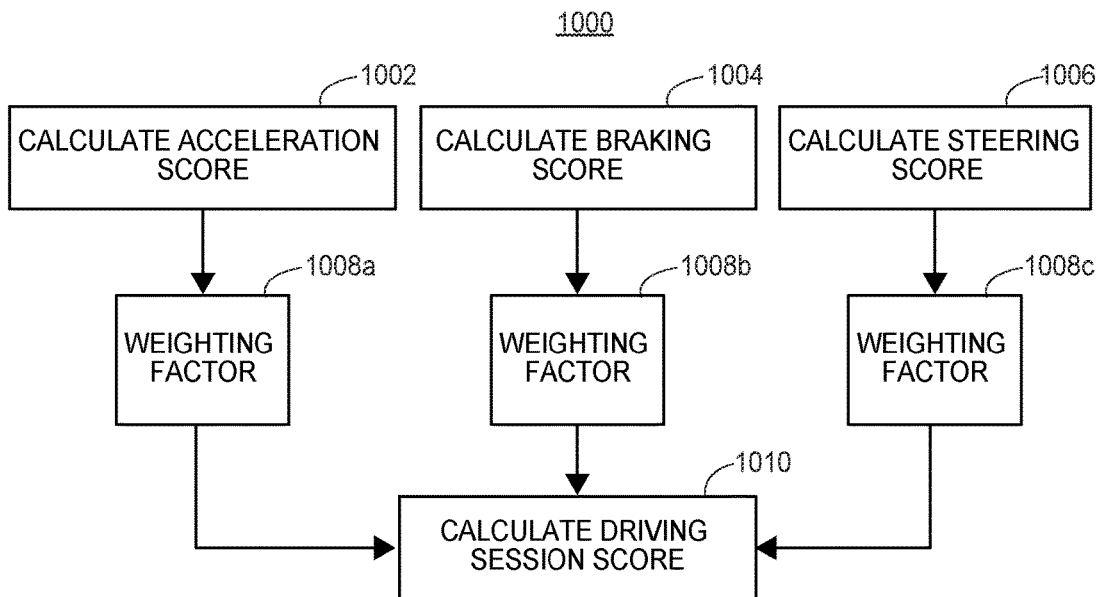 1000
1002
1004
1006
CALCULATE ACCELERATION
SCORE
CALCULATE BRAKING
SCORE
CALCULATE STEERING
SCORE
1008a
1008b
1008c
WEIGHTING
FACTOR
WEIGHTING
FACTOR
WEIGHTING
FACTOR
1010
CALCULATE DRIVING
SESSION SCORE